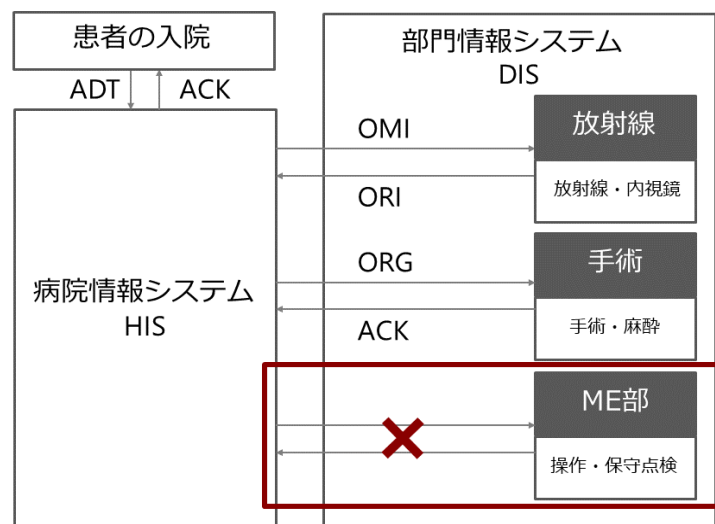 患者の入院
ADT
ACK
病院情報システム
HIS
部門情報システム
DIS
OMI
ORI
放射線
放射線・内視鏡
ORG
ACK
手術
手術・麻酔
ME部
操作・保守点検